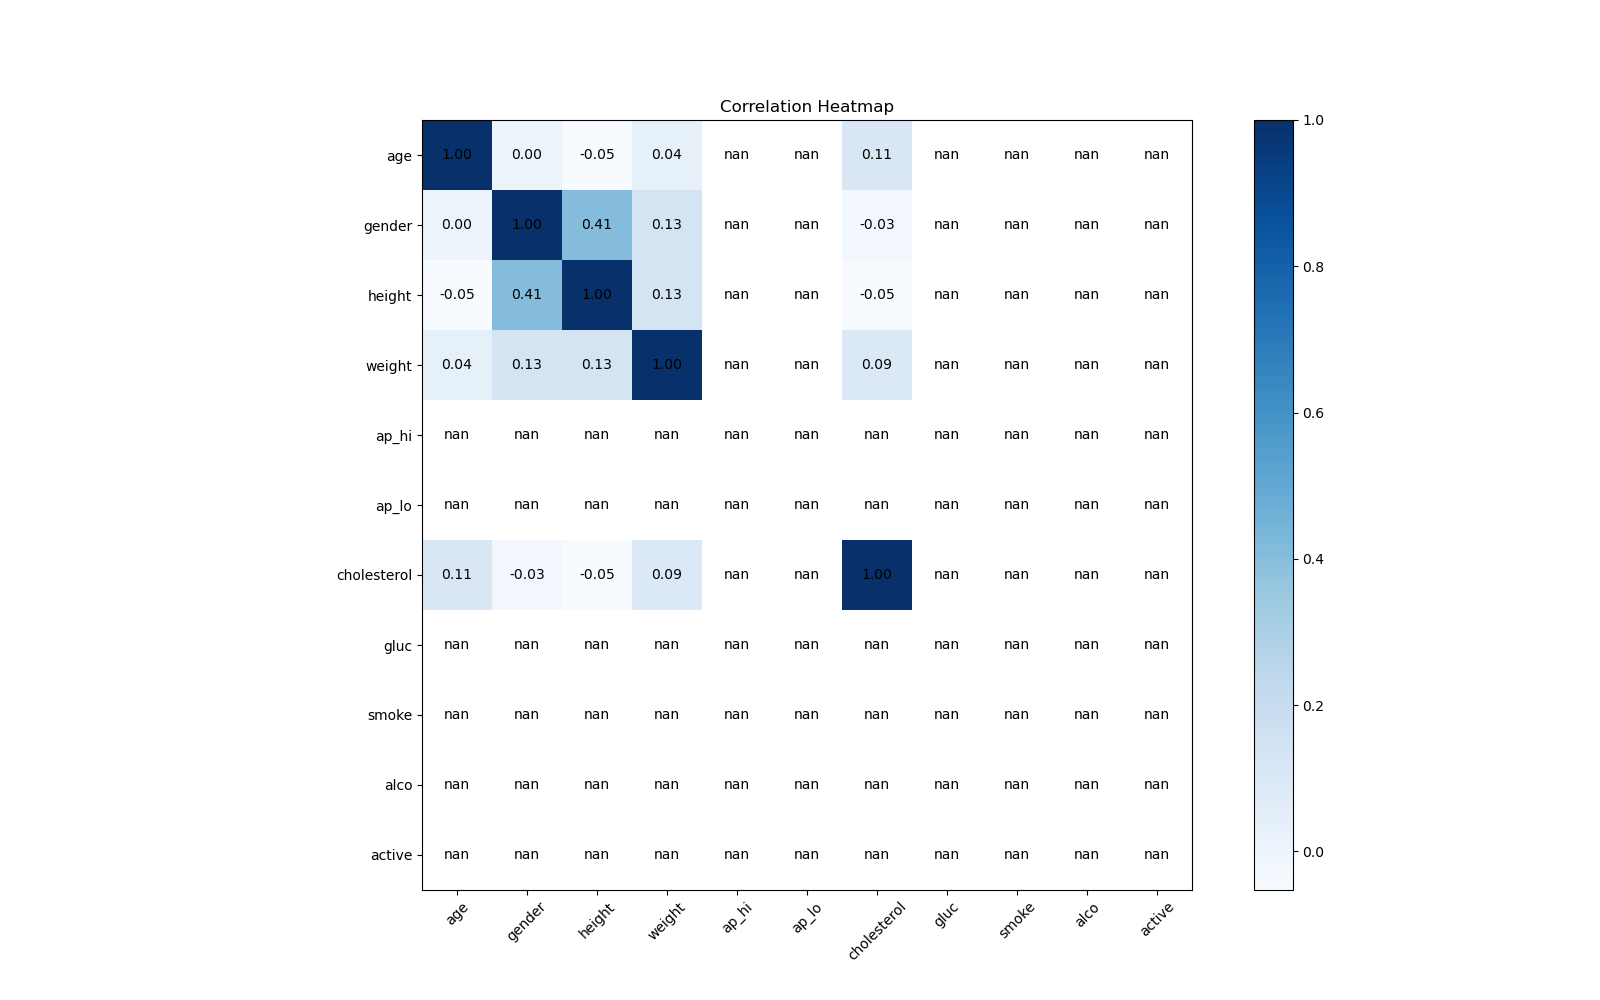 Correlation Heatmap
age 1.00 0.00 -0.05 0.04 nan nan 0.11 nan nan nan nan
gender 0.00 1.00 0.41 0.13 nan nan -0.03 nan nan nan nan
height -0.05 0.41 1.00 0.13 nan nan -0.05 nan nan nan nan
weight 0.04 0.13 0.13 1.00 nan nan 0.09 nan nan nan nan
ap_hi nan nan nan nan nan nan nan nan nan nan nan
ap_lo nan nan nan nan nan nan nan nan nan nan nan
cholesterol 0.11 -0.03 -0.05 0.09 nan nan 1.00 nan nan nan nan
gluc nan nan nan nan nan nan nan nan nan nan nan
smoke nan nan nan nan nan nan nan nan nan nan nan
alco nan nan nan nan nan nan nan nan nan nan nan
active nan nan nan nan nan nan nan nan nan nan nan
age gender height weight ap_hi ap_lo cholesterol gluc smoke alco active
1.0
0.8
0.6
0.4
0.2
0.0